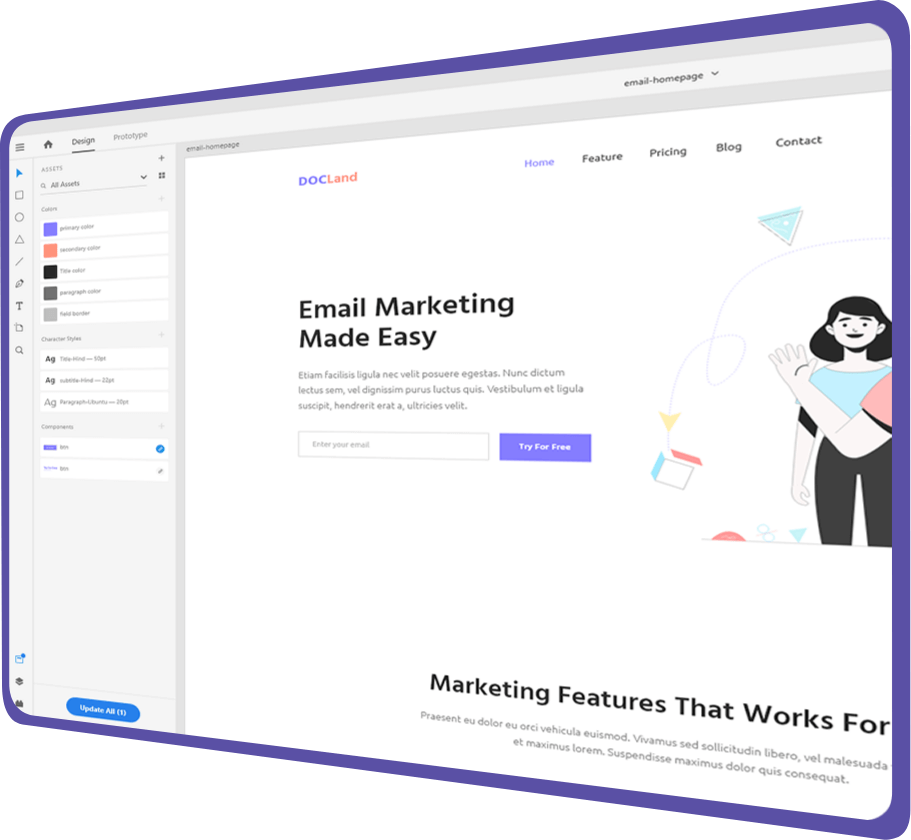 email-homepage
Design
Prototype
email-homepage
ASSETS
All Assets
Colors
primary-color
secondary-color
Title color
paragraph-color
field border
Character Styles
Ag Title-Hind — 50pt
Ag subtitle-Hind — 22pt
Ag Paragraph-Ubuntu — 20pt
Components
btn
btn
Update All (1)
DOCLand
Home
Feature
Pricing
Blog
Contact
Email Marketing
Made Easy
Etiam facilisis ligula nec velit posuere egestas. Nunc dictum
lectus sem, vel dignissim purus luctus quis. Vestibulum et ligula
suscipit, hendrerit erat a, ultricies velit.
Enter your email
Try For Free
Marketing Features That Works For
Praesent eu dolor eu orci vehicula euismod. Vivamus sed sollicitudin libero, vel malesuada
et maximus lorem. Suspendisse maximus dolor quis consequat.